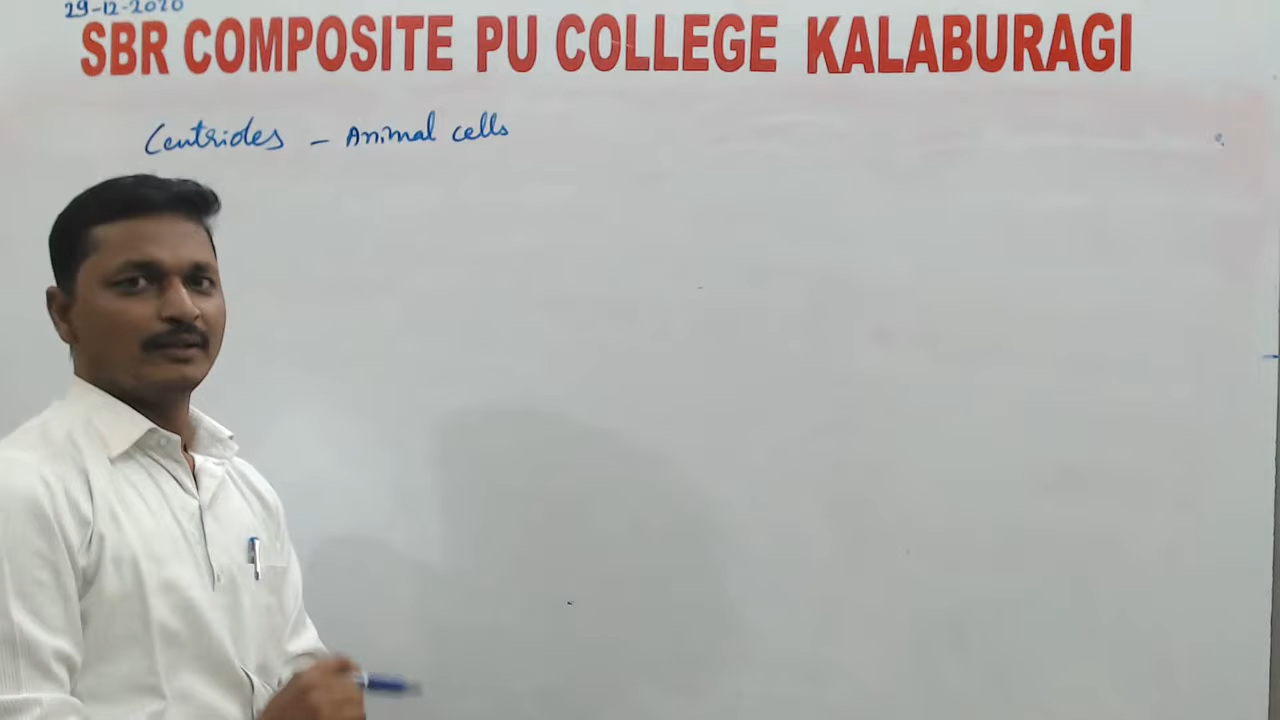 29-12-2020
SBR COMPOSITE PU COLLEGE KALABURAGI
Centrioles - Animal cells